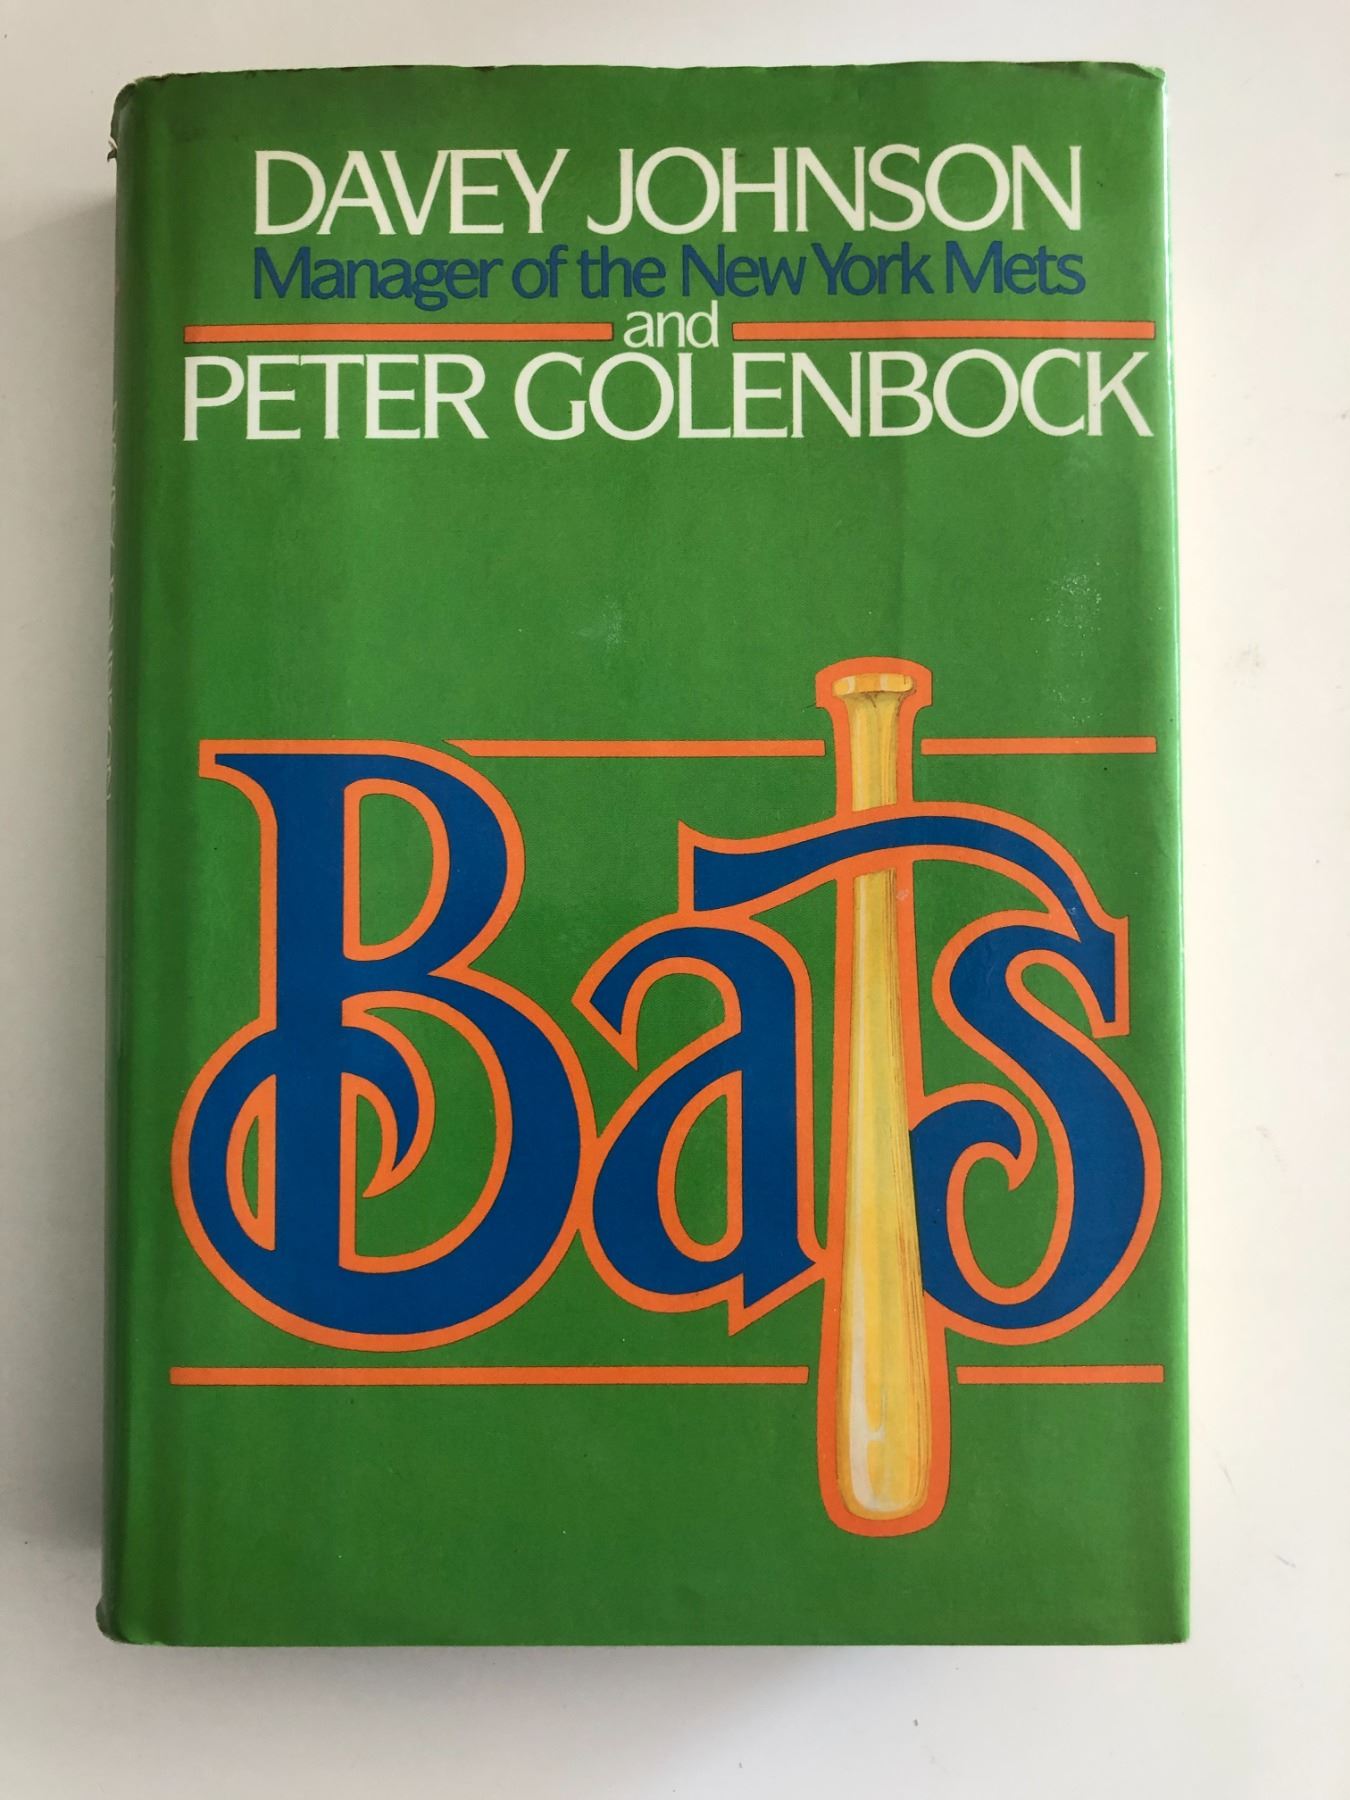 DAVEY JOHNSON
Manager of the New York Mets
and
PETER GOLENBOCK
Bats